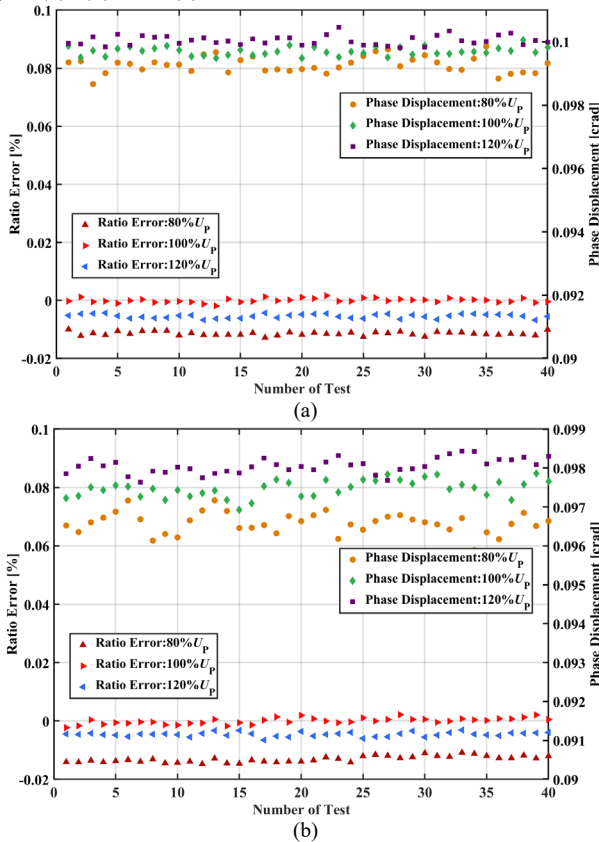 0.1
0.08
0.06
0.04
0.02
0
-0.02
Ratio Error [%]
0.1
0.098
0.096
0.094
0.092
0.09
Phase Displacement [crad]
Phase Displacement:80%UP
Phase Displacement:100%UP
Phase Displacement:120%UP
Ratio Error:80%UP
Ratio Error:100%UP
Ratio Error:120%UP
0 5 10 15 20 25 30 35 40
Number of Test
(a)
0.1
0.08
0.06
0.04
0.02
0
-0.02
Ratio Error [%]
0.099
0.098
0.097
0.096
0.095
0.094
0.093
0.092
0.091
0.09
Phase Displacement [crad]
Phase Displacement:80%UP
Phase Displacement:100%UP
Phase Displacement:120%UP
Ratio Error:80%UP
Ratio Error:100%UP
Ratio Error:120%UP
0 5 10 15 20 25 30 35 40
Number of Test
(b)